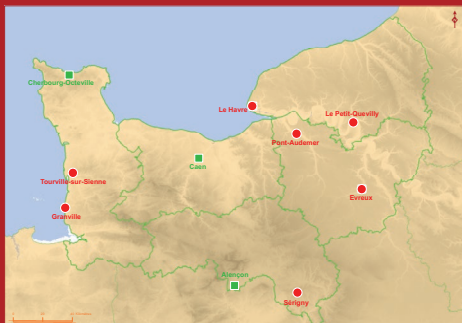 Cherbourg-Octeville
Le Havre
Le Petit-Quevilly
Pont-Audemer
Caen
Tourville-sur-Sienne
Evreux
Granville
Alençon
Sérigny